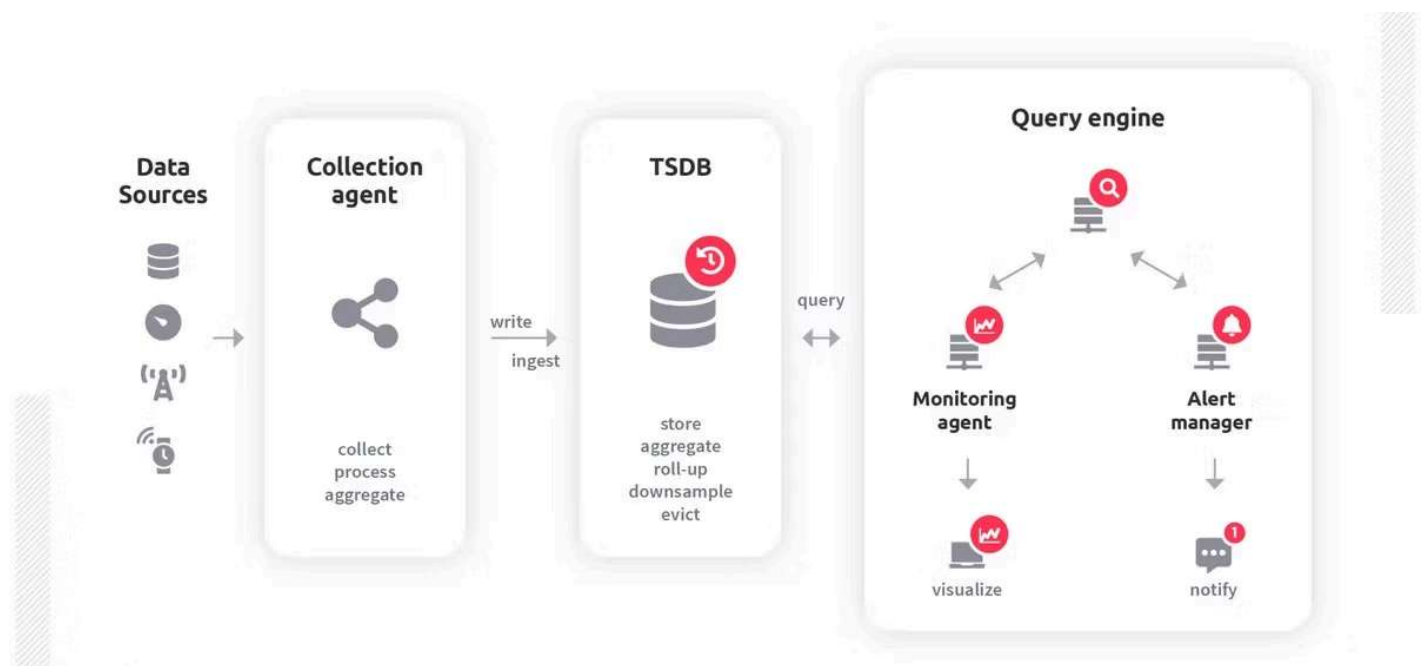 Data
Sources
Collection
agent
collect
process
aggregate
write
ingest
TSDB
store
aggregate
roll-up
downsample
evict
query
Query engine
Monitoring
agent
visualize
Alert
manager
1
notify